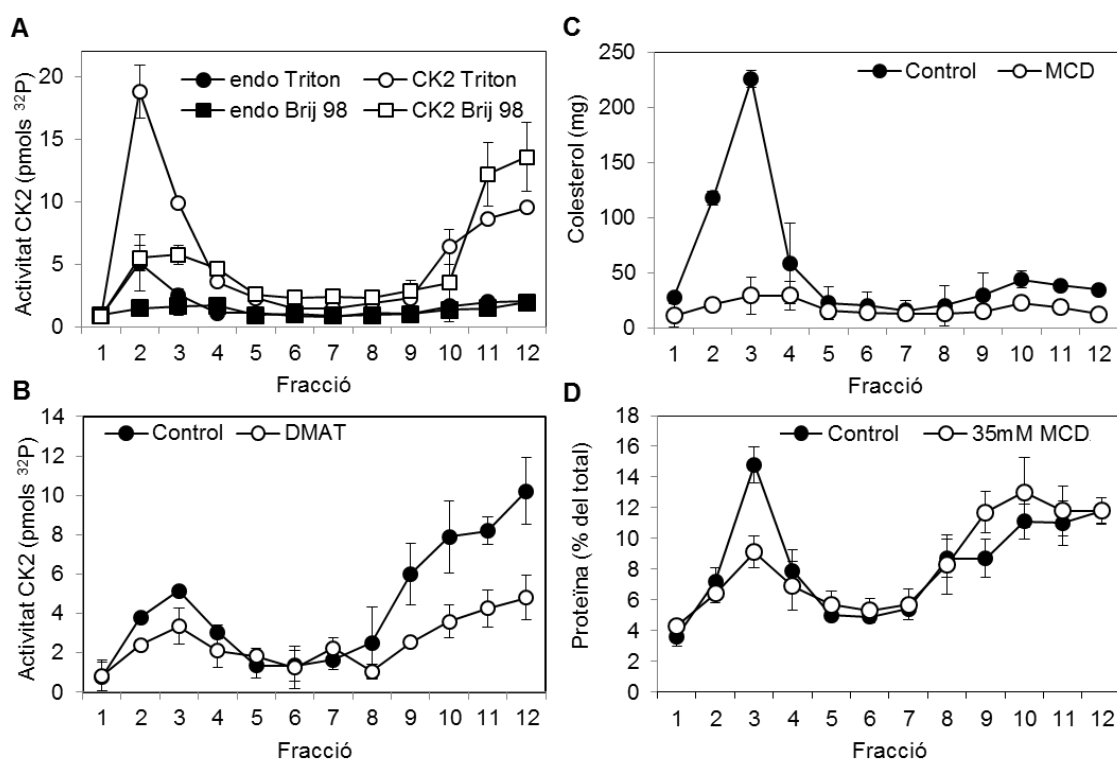 A
Activitat CK2 (pmols ³²P)
20
15
10
5
0
endo Triton
CK2 Triton
endo Brij 98
CK2 Brij 98
1 2 3 4 5 6 7 8 9 10 11 12
Fracció
C
Colesterol (mg)
250
200
150
100
50
0
Control
MCD
1 2 3 4 5 6 7 8 9 10 11 12
Fracció
B
Activitat CK2 (pmols ³²P)
14
12
10
8
6
4
2
0
Control
DMAT
1 2 3 4 5 6 7 8 9 10 11 12
Fracció
D
Proteïna (% del total)
18
16
14
12
10
8
6
4
2
0
Control
35mM MCD
1 2 3 4 5 6 7 8 9 10 11 12
Fracció